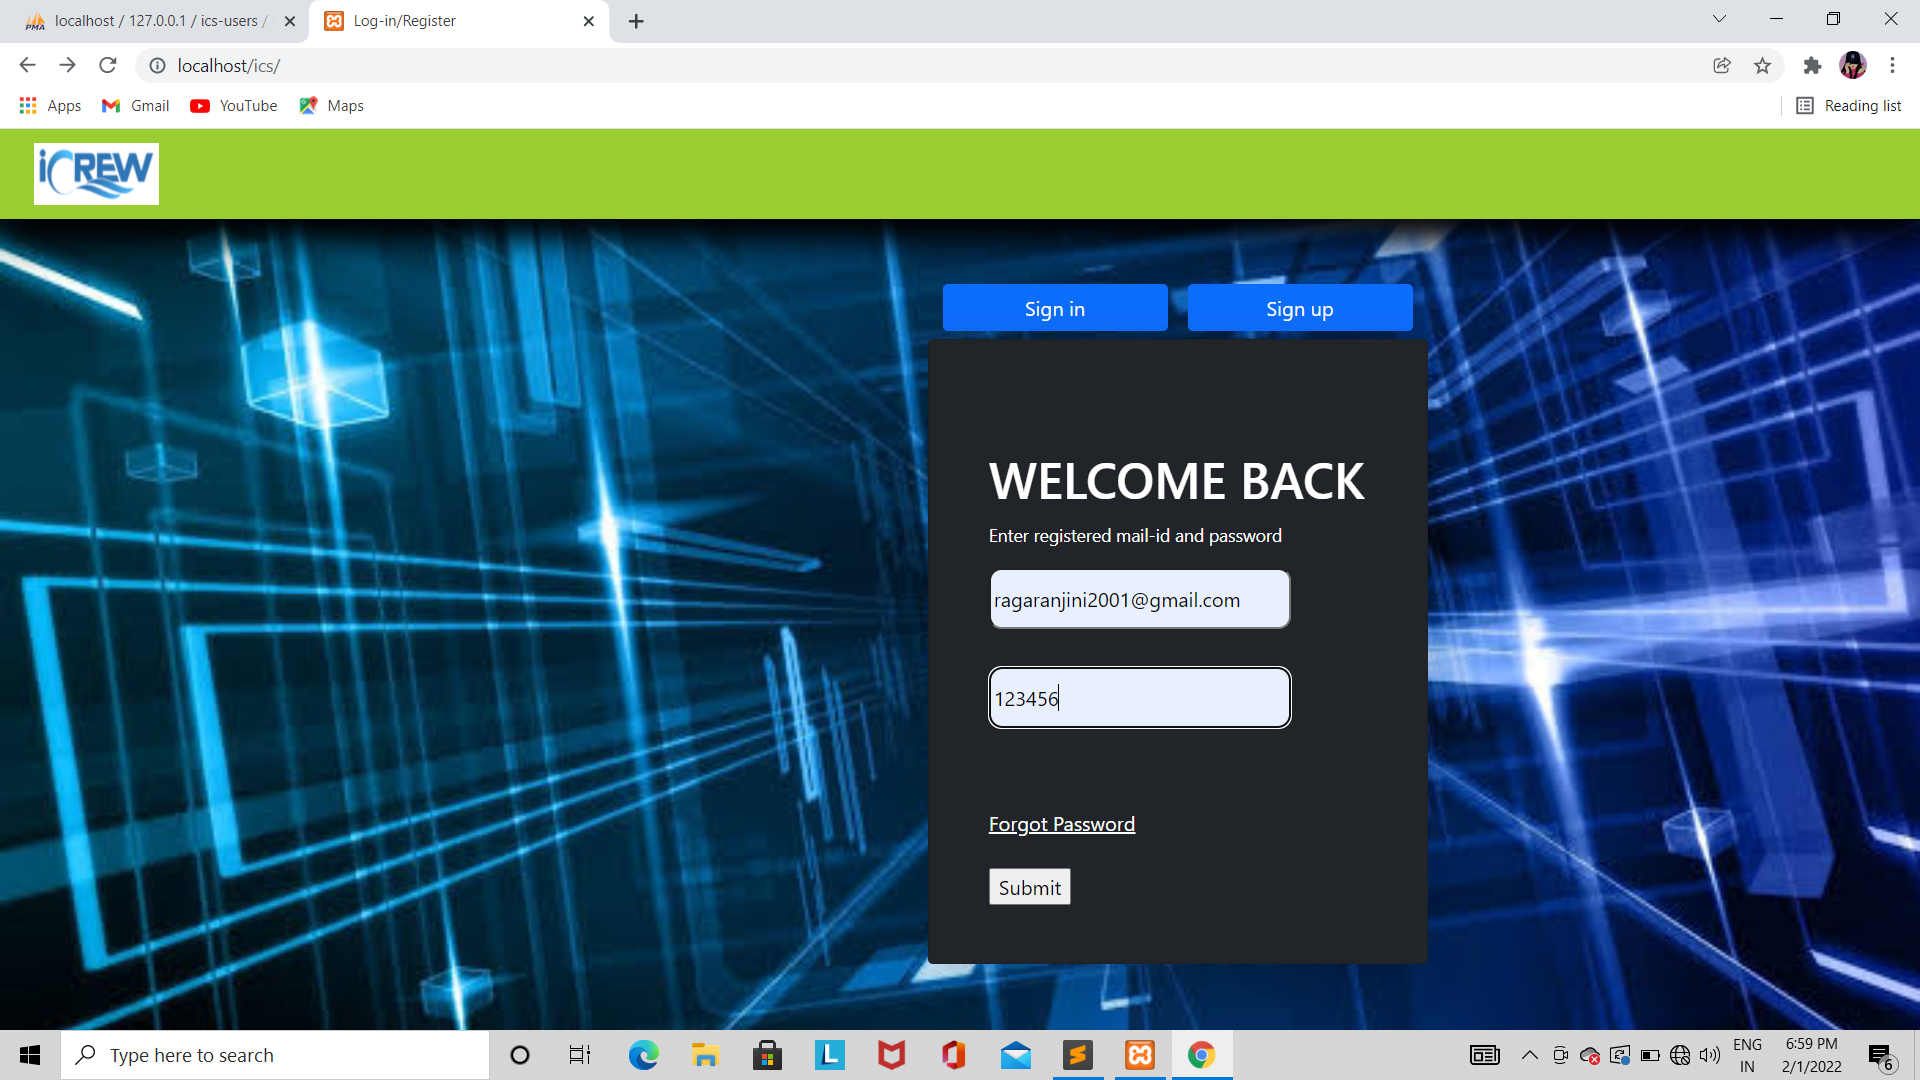 localhost / 127.0.0.1 / ics-users /
Log-in/Register
localhost/ics/
Apps
Gmail
YouTube
Maps
Reading list
iCREW
Sign in
Sign up
WELCOME BACK
Enter registered mail-id and password
ragaranjini2001@gmail.com
123456
Forgot Password
Submit
Type here to search
L
ENG
IN
6:59 PM
2/1/2022
6